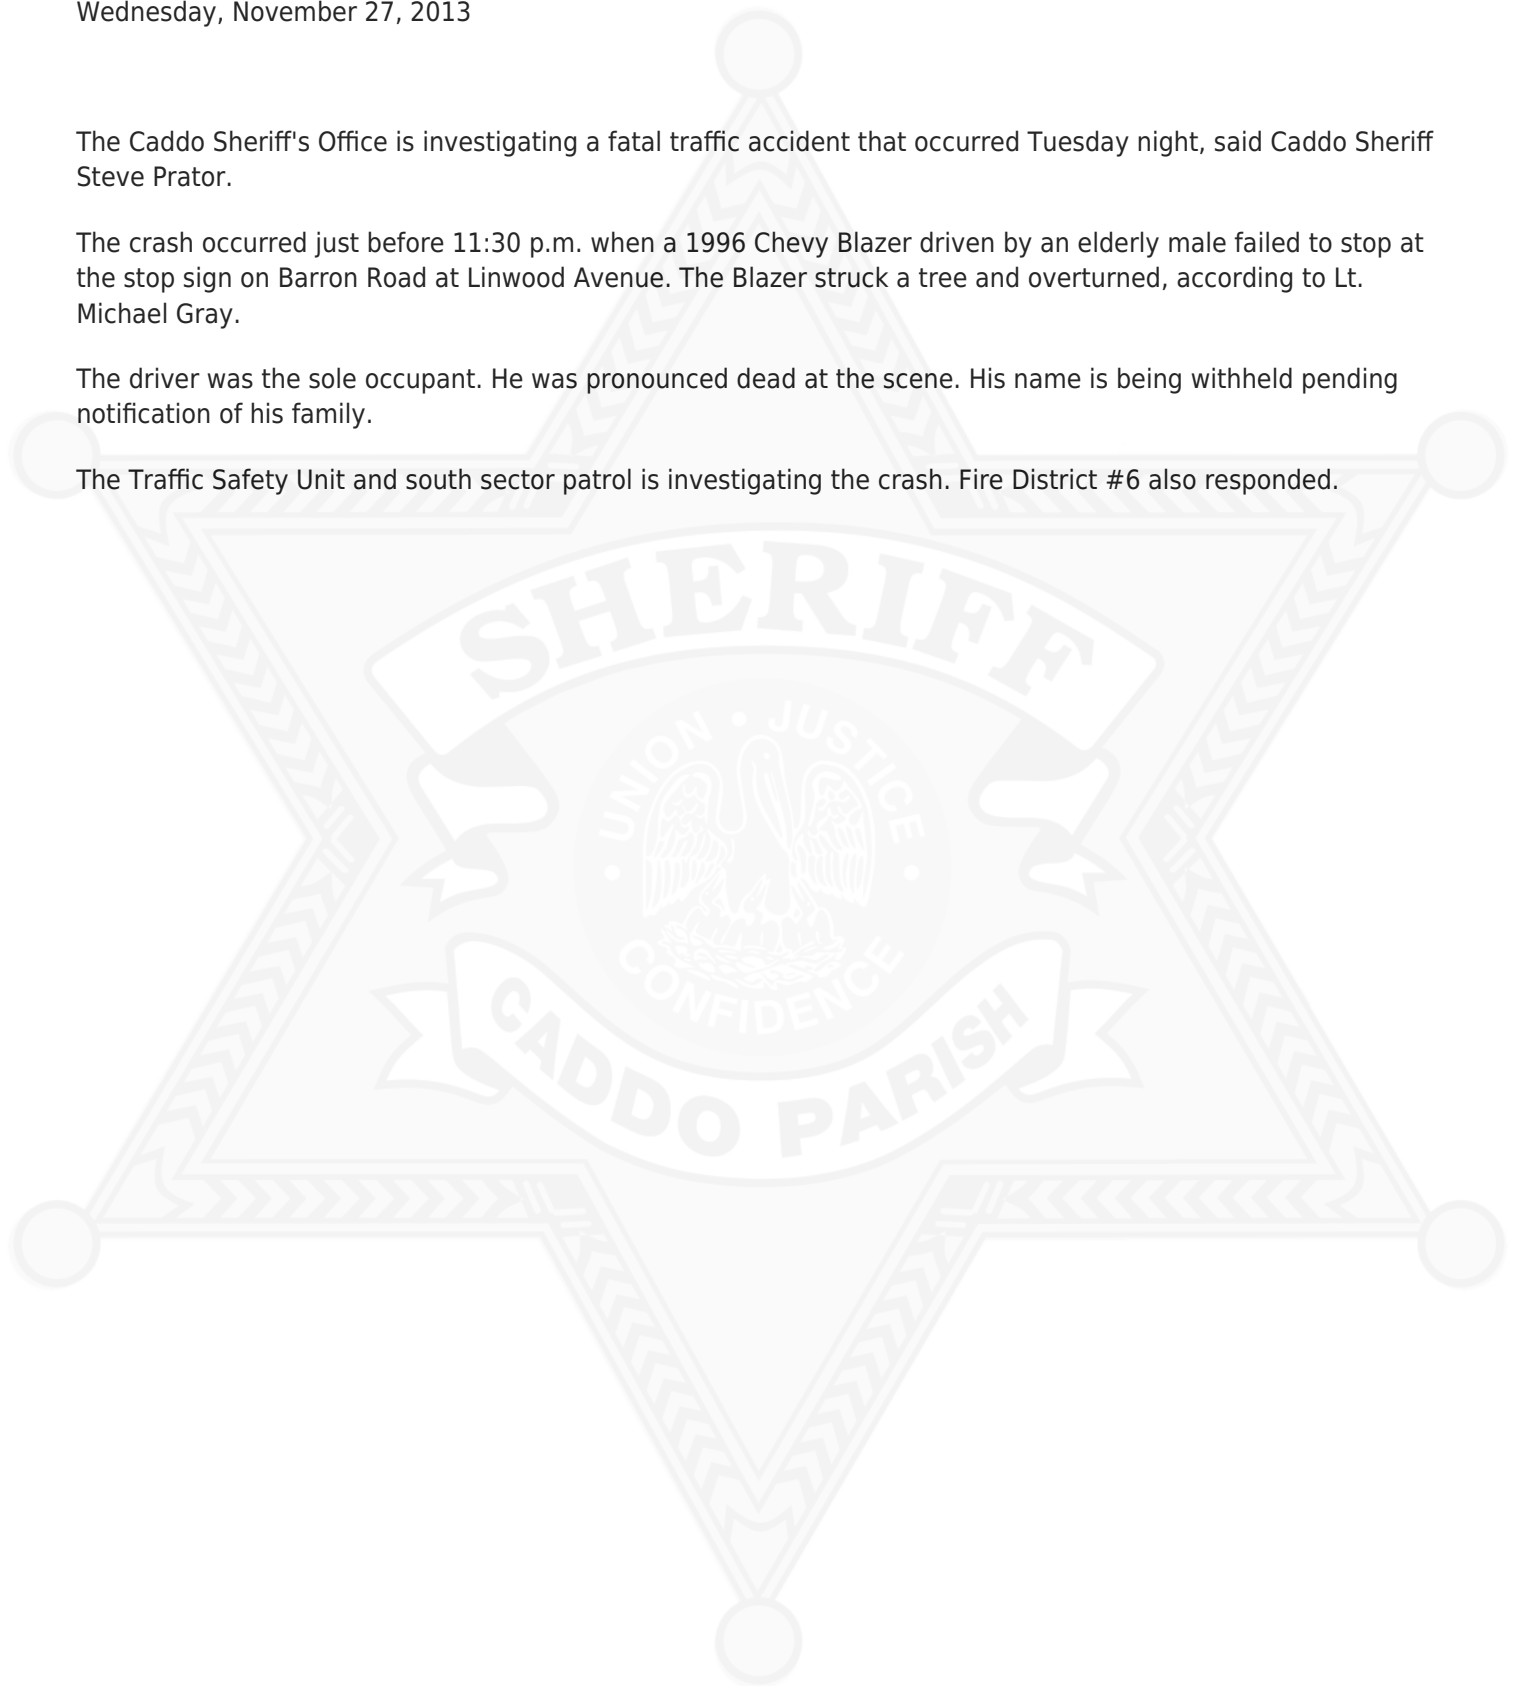 Wednesday, November 27, 2013
The Caddo Sheriff's Office is investigating a fatal traffic accident that occurred Tuesday night, said Caddo Sheriff
Steve Prator.
The crash occurred just before 11:30 p.m. when a 1996 Chevy Blazer driven by an elderly male failed to stop at
the stop sign on Barron Road at Linwood Avenue. The Blazer struck a tree and overturned, according to Lt.
Michael Gray.
The driver was the sole occupant. He was pronounced dead at the scene. His name is being withheld pending
notification of his family.
The Traffic Safety Unit and south sector patrol is investigating the crash. Fire District #6 also responded.
SHERIFF
UNION • JUSTICE
• CONFIDENCE •
CADDO PARISH